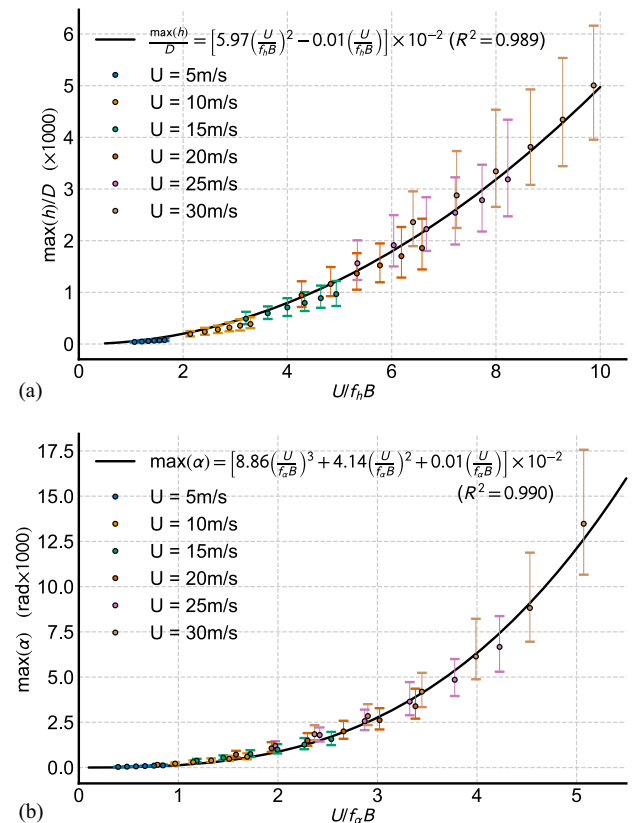 max(h)/D = [5.97(U/f_hB)² − 0.01(U/f_hB)] ×10⁻² (R² = 0.989)
U = 5m/s
U = 10m/s
U = 15m/s
U = 20m/s
U = 25m/s
U = 30m/s
max(h)/D (×1000)
6
5
4
3
2
1
0
0 2 4 6 8 10
(a)
U/f_hB
max(α) = [8.86(U/f_αB)³ + 4.14(U/f_αB)² + 0.01(U/f_αB)] ×10⁻²
(R² = 0.990)
U = 5m/s
U = 10m/s
U = 15m/s
U = 20m/s
U = 25m/s
U = 30m/s
max(α) (rad×1000)
17.5
15.0
12.5
10.0
7.5
5.0
2.5
0.0
0 1 2 3 4 5
(b)
U/f_αB